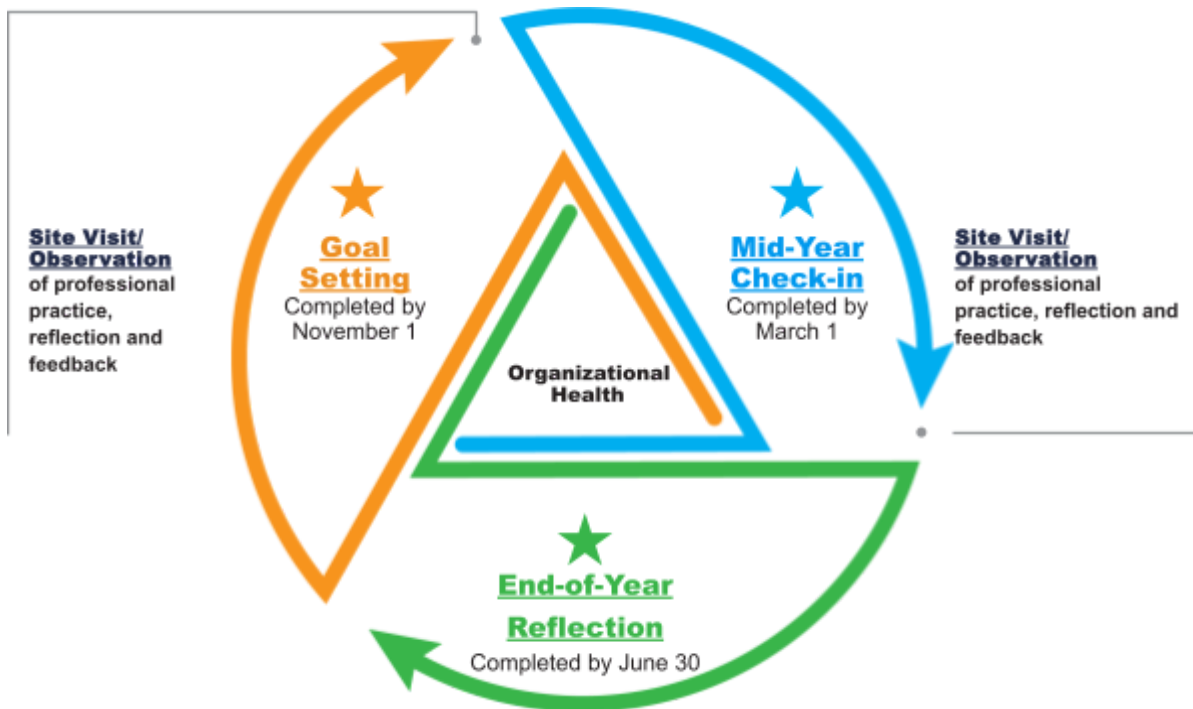 Site Visit/
Observation
of professional
practice,
reflection and
feedback
Goal
Setting
Completed by
November 1
Mid-Year
Check-in
Completed by
March 1
Site Visit/
Observation
of professional
practice, reflection and
feedback
Organizational
Health
End-of-Year
Reflection
Completed by June 30